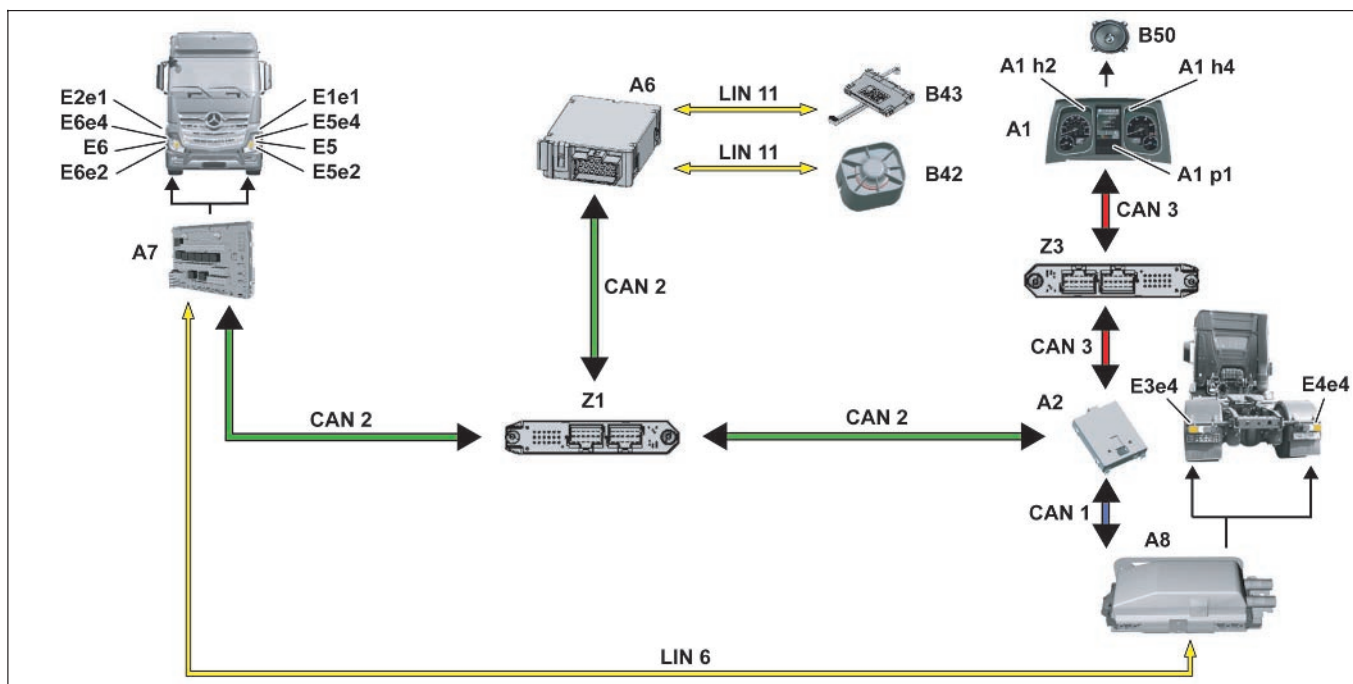 B50
A1 h2
A1 h4
A6
E2e1
E1e1
LIN 11
B43
E6e4
E5e4
A1
E6
E5
E6e2
E5e2
LIN 11
B42
A1 p1
CAN 3
A7
Z3
CAN 2
CAN 3
E3e4
E4e4
Z1
A2
CAN 2
CAN 2
CAN 1
A8
LIN 6